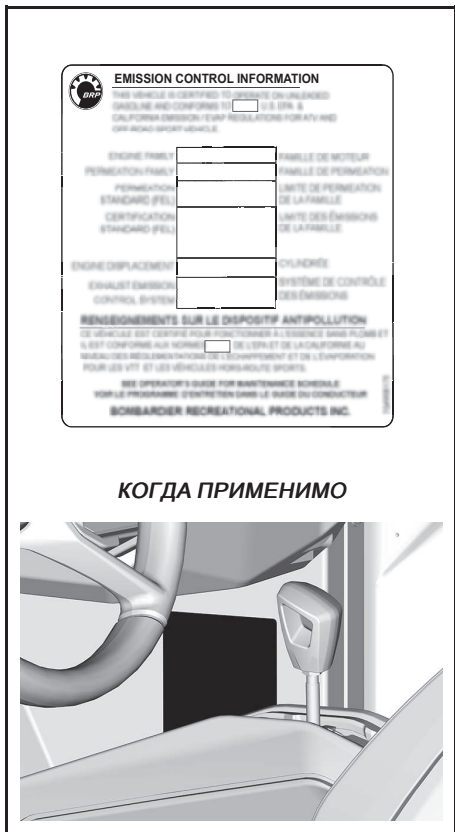 BRP
EMISSION CONTROL INFORMATION
THIS VEHICLE IS CERTIFIED TO OPERATE ON UNLEADED
GASOLINE AND CONFORMS TO U.S. EPA &
CALIFORNIA EMISSION / EVAP REGULATIONS FOR ATV AND
OFF-ROAD SPORT VEHICLE.
ENGINE FAMILY FAMILLE DE MOTEUR
PERMEATION FAMILY FAMILLE DE PERMEATION
PERMEATION LIMITE DE PERMEATION
STANDARD (FEL) DE LA FAMILLE
CERTIFICATION LIMITE DES ÉMISSIONS
STANDARD (FEL) DE LA FAMILLE
ENGINE DISPLACEMENT CYLINDRÉE
EXHAUST EMISSION SYSTÈME DE CONTRÔLE
CONTROL SYSTEM DES ÉMISSIONS
RENSEIGNEMENTS SUR LE DISPOSITIF ANTIPOLLUTION
CE VÉHICULE EST CERTIFIÉ POUR FONCTIONNER À L'ESSENCE SANS PLOMB ET
IL EST CONFORME AUX NORMES DE L'EPA ET DE LA CALIFORNIE AU
NIVEAU DES RÉGLEMENTATIONS DE L'ÉCHAPPEMENT ET DE L'ÉVAPORATION
POUR LES VTT ET LES VÉHICULES HORS-ROUTE SPORTS.
SEE OPERATOR'S GUIDE FOR MAINTENANCE SCHEDULE
VOIR LE PROGRAMME D'ENTRETIEN DANS LE GUIDE DU CONDUCTEUR
BOMBARDIER RECREATIONAL PRODUCTS INC.
КОГДА ПРИМЕНИМО